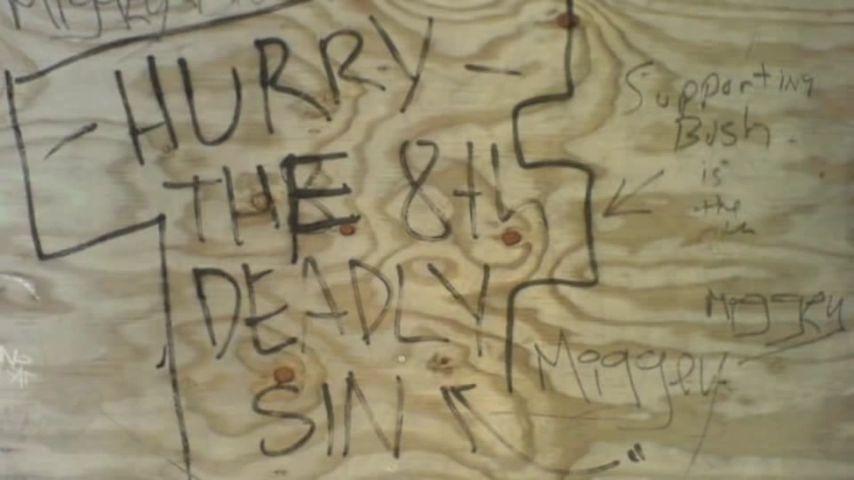 - HURRY -
THE 8th
DEADLY
SIN
Supporting
Bush
is
the
Miggey
Miggey